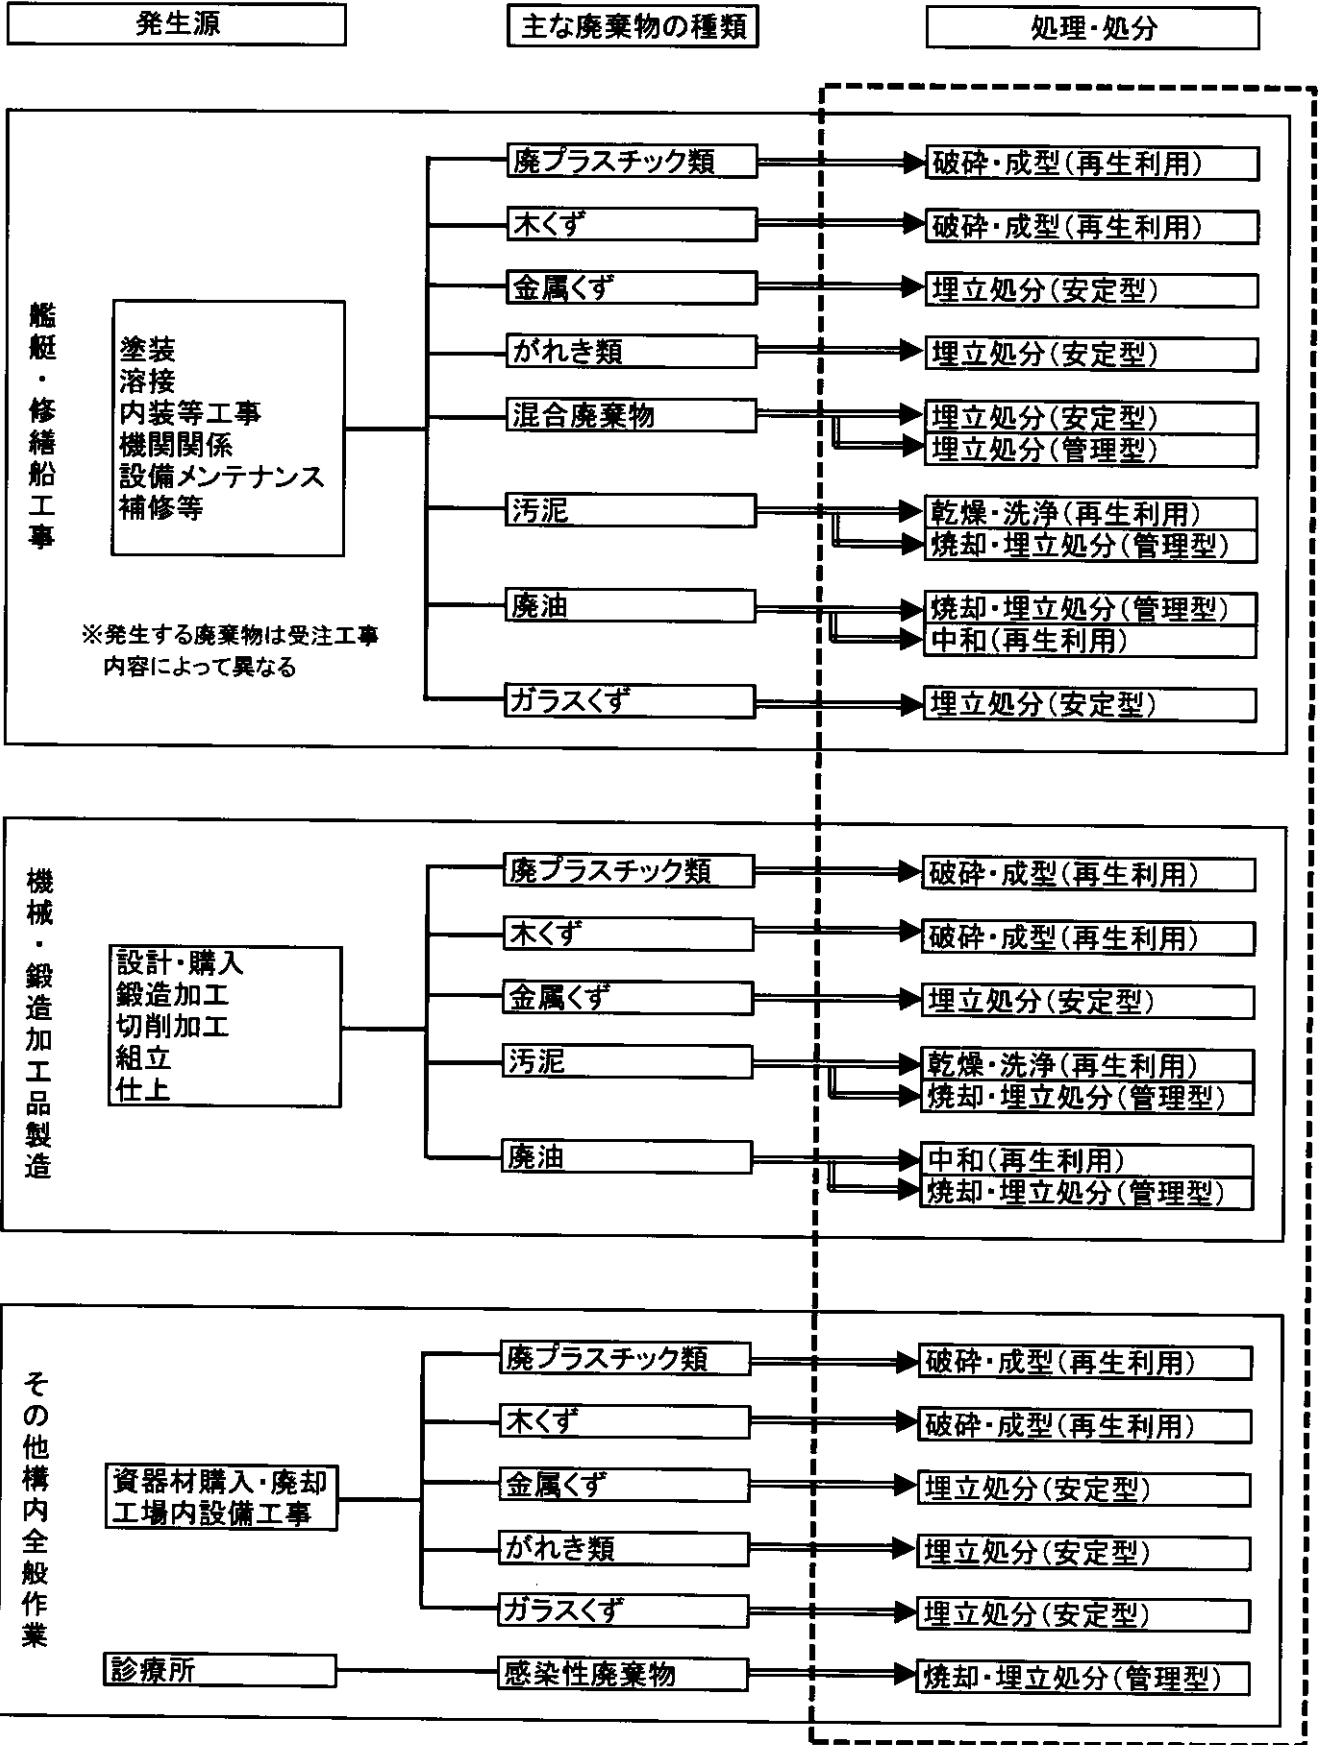 発生源
主な廃棄物の種類
処理・処分
艦艇・修繕船工事
塗装
溶接
内装等工事
機関関係
設備メンテナンス
補修等
※発生する廃棄物は受注工事
内容によって異なる
廃プラスチック類
破砕・成型(再生利用)
木くず
破砕・成型(再生利用)
金属くず
埋立処分(安定型)
がれき類
埋立処分(安定型)
混合廃棄物
埋立処分(安定型)
埋立処分(管理型)
汚泥
乾燥・洗浄(再生利用)
焼却・埋立処分(管理型)
廃油
焼却・埋立処分(管理型)
中和(再生利用)
ガラスくず
埋立処分(安定型)
機械・鍛造加工品製造
設計・購入
鍛造加工
切削加工
組立
仕上
廃プラスチック類
破砕・成型(再生利用)
木くず
破砕・成型(再生利用)
金属くず
埋立処分(安定型)
汚泥
乾燥・洗浄(再生利用)
焼却・埋立処分(管理型)
廃油
中和(再生利用)
焼却・埋立処分(管理型)
その他構内全般作業
資器材購入・廃却
工場内設備工事
廃プラスチック類
破砕・成型(再生利用)
木くず
破砕・成型(再生利用)
金属くず
埋立処分(安定型)
がれき類
埋立処分(安定型)
ガラスくず
埋立処分(安定型)
診療所
感染性廃棄物
焼却・埋立処分(管理型)